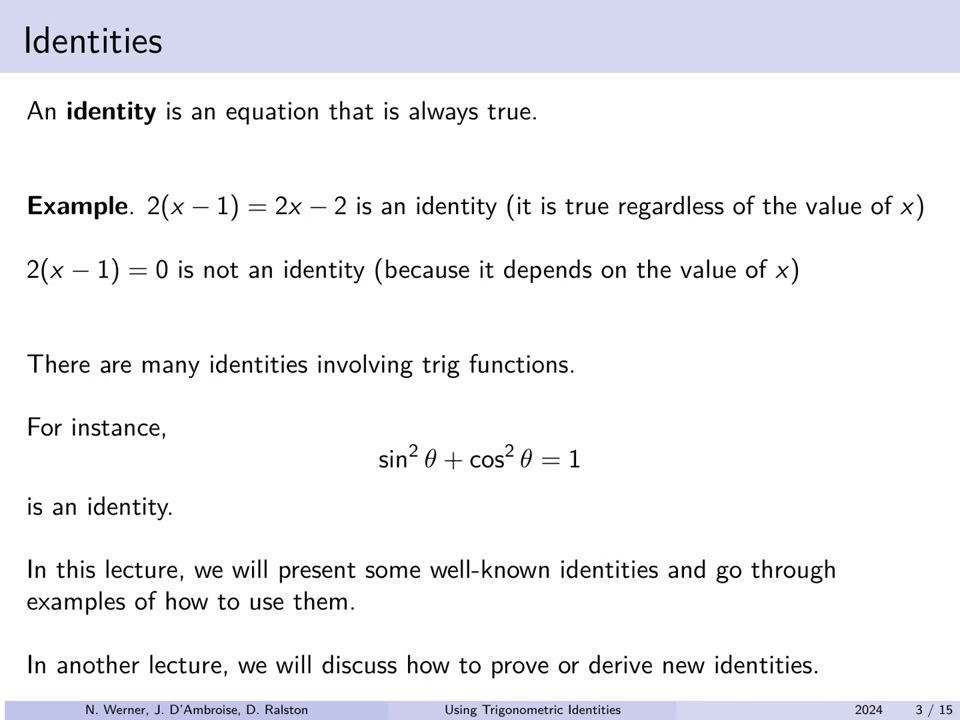 Identities
An identity is an equation that is always true.
Example. 2(x − 1) = 2x − 2 is an identity (it is true regardless of the value of x)
2(x − 1) = 0 is not an identity (because it depends on the value of x)
There are many identities involving trig functions.
For instance,
sin² θ + cos² θ = 1
is an identity.
In this lecture, we will present some well-known identities and go through
examples of how to use them.
In another lecture, we will discuss how to prove or derive new identities.
N. Werner, J. D'Ambroise, D. Ralston Using Trigonometric Identities 2024 3 / 15